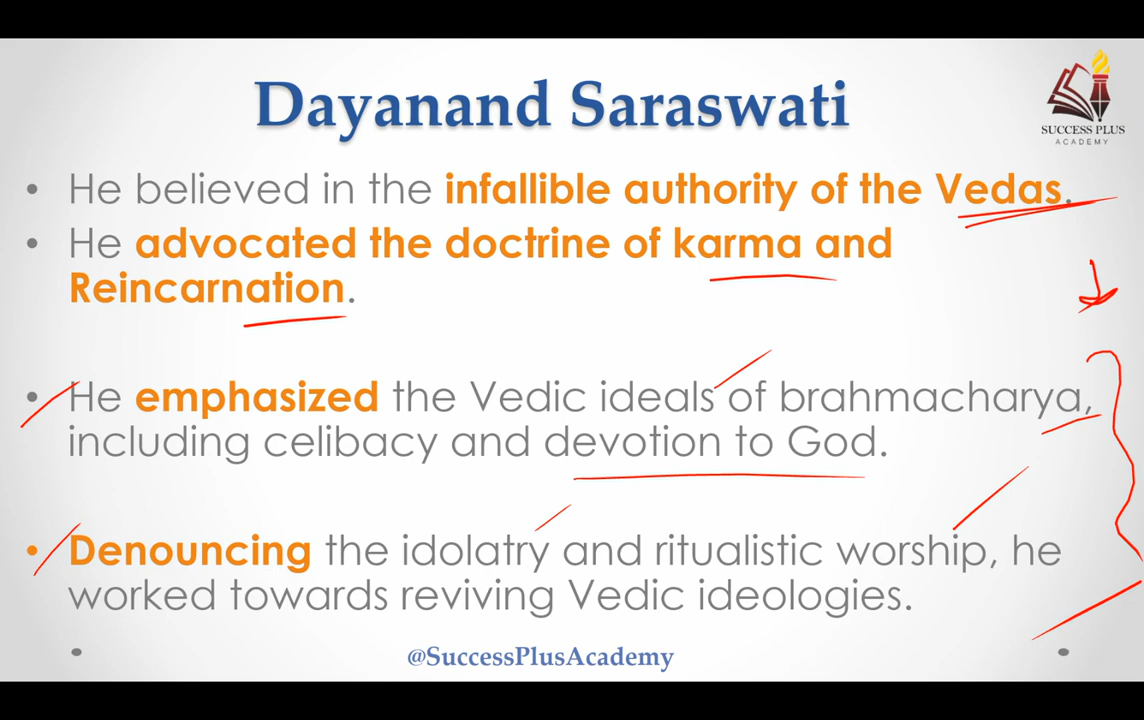 Dayanand Saraswati
SUCCESS PLUS
ACADEMY
• He believed in the infallible authority of the Vedas.
• He advocated the doctrine of karma and
Reincarnation.
• He emphasized the Vedic ideals of brahmacharya,
including celibacy and devotion to God.
• Denouncing the idolatry and ritualistic worship, he
worked towards reviving Vedic ideologies.
@SuccessPlusAcademy